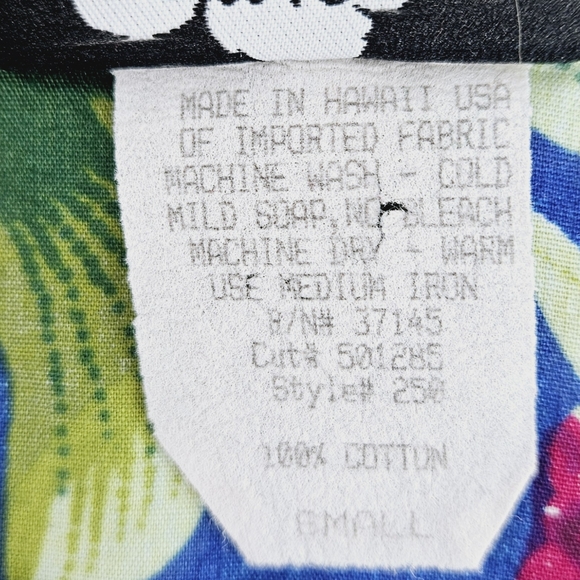 MADE IN HAWAII USA
OF IMPORTED FABRIC
MACHINE WASH - COLD
MILD SOAP, NO BLEACH
MACHINE DRY - WARM
USE MEDIUM IRON
R/N# 37145
Cut# 501285
Style# 250
100% COTTON
SMALL